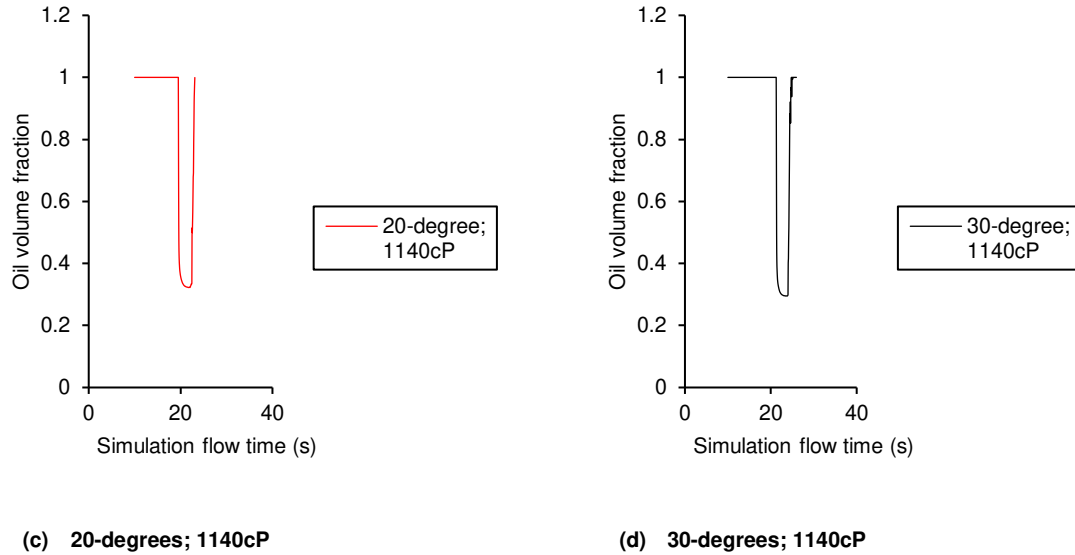 1.2
1
0.8
0.6
0.4
0.2
0
Oil volume fraction
0 20 40
Simulation flow time (s)
20-degree;
1140cP
(c) 20-degrees; 1140cP
1.2
1
0.8
0.6
0.4
0.2
0
Oil volume fraction
0 20 40
Simulation flow time (s)
30-degree;
1140cP
(d) 30-degrees; 1140cP